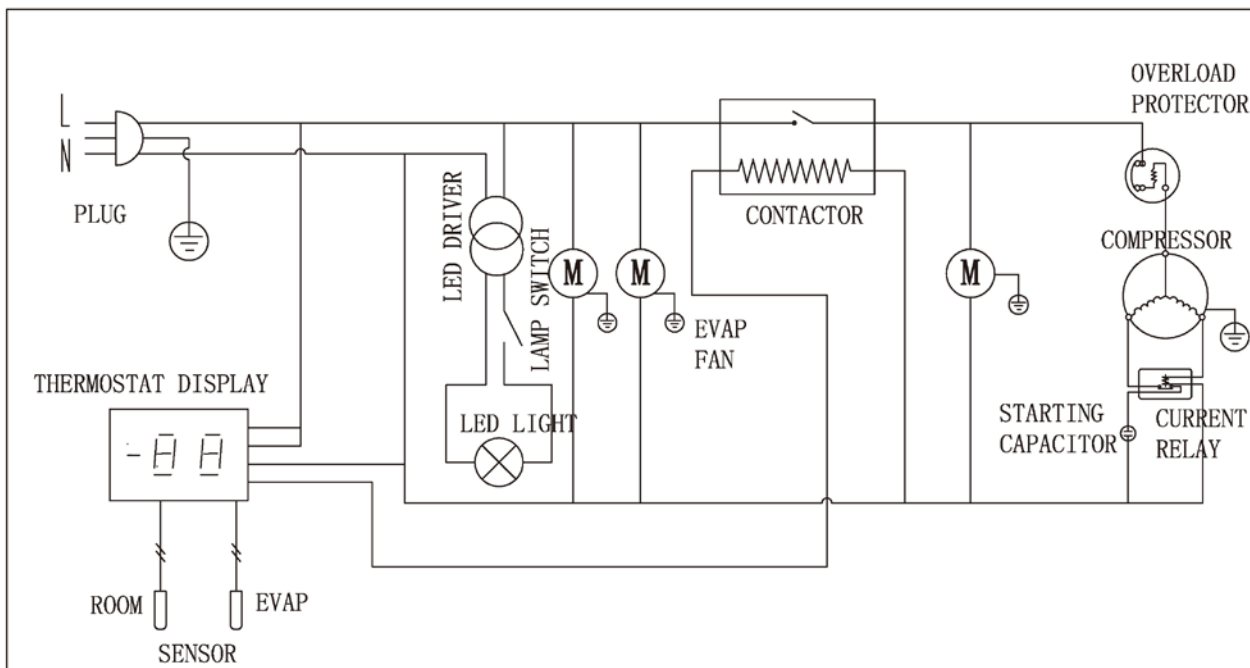 OVERLOAD
PROTECTOR
L
N
PLUG
LED DRIVER
LAMP SWITCH
M
M
EVAP
FAN
CONTACTOR
M
COMPRESSOR
THERMOSTAT DISPLAY
-88
LED LIGHT
STARTING
CAPACITOR
CURRENT
RELAY
ROOM
EVAP
SENSOR